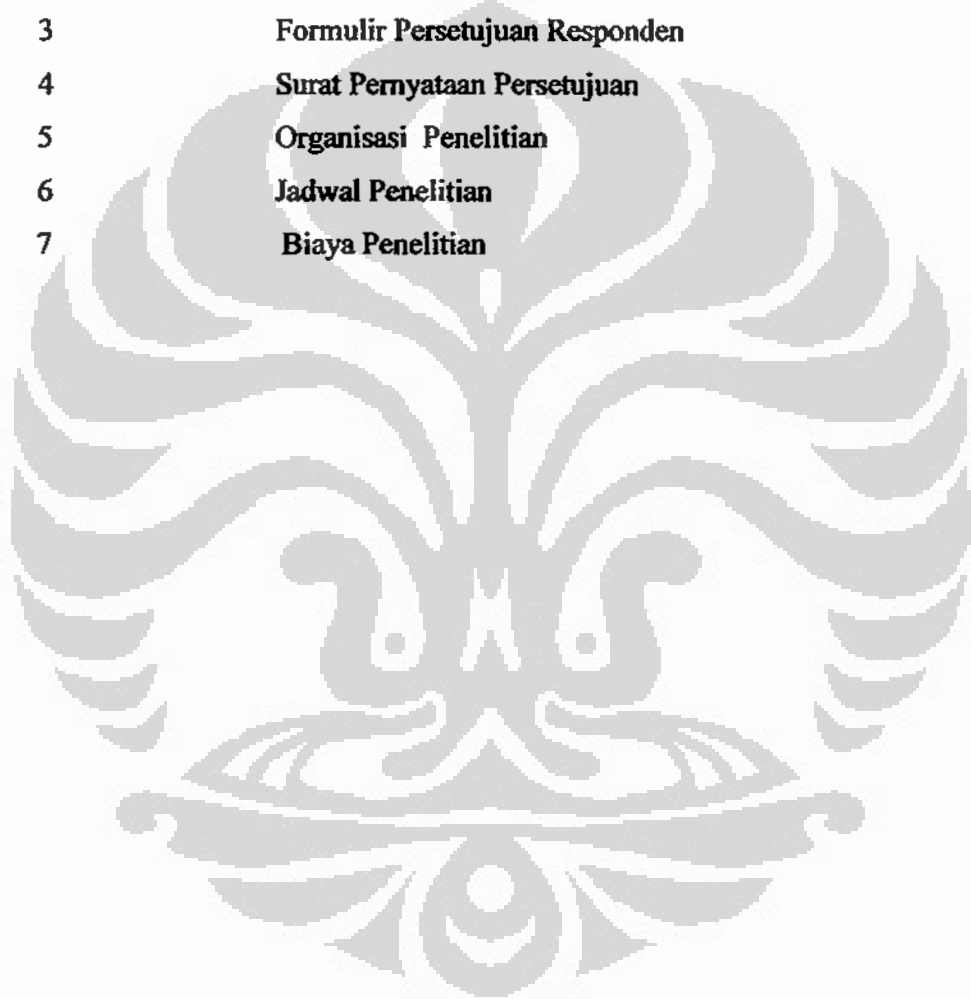 3 Formulir Persetujuan Responden
4 Surat Pernyataan Persetujuan
5 Organisasi Penelitian
6 Jadwal Penelitian
7 Biaya Penelitian